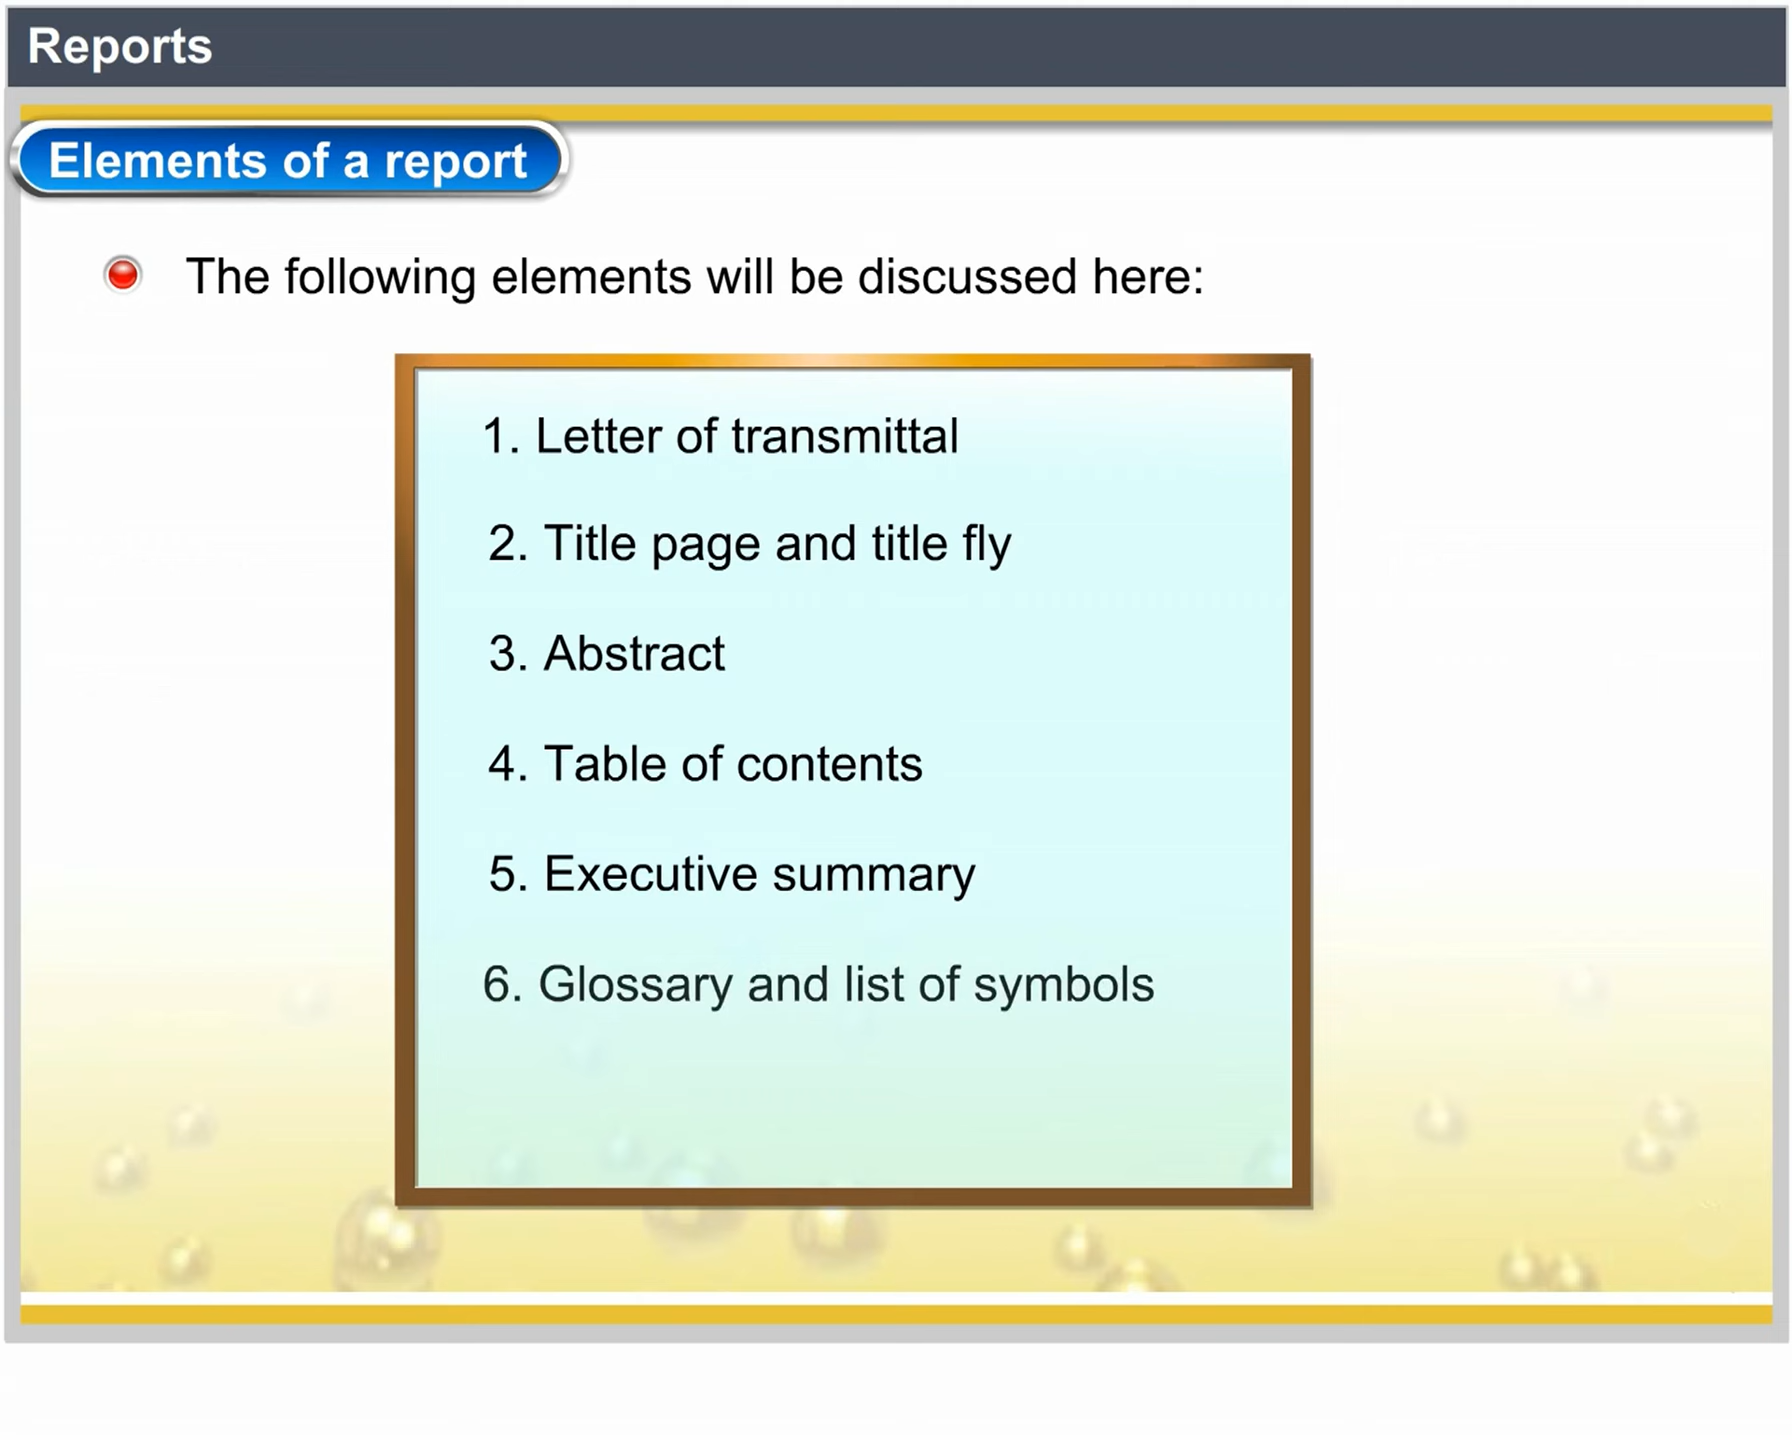 Reports
Elements of a report
The following elements will be discussed here:
1. Letter of transmittal
2. Title page and title fly
3. Abstract
4. Table of contents
5. Executive summary
6. Glossary and list of symbols